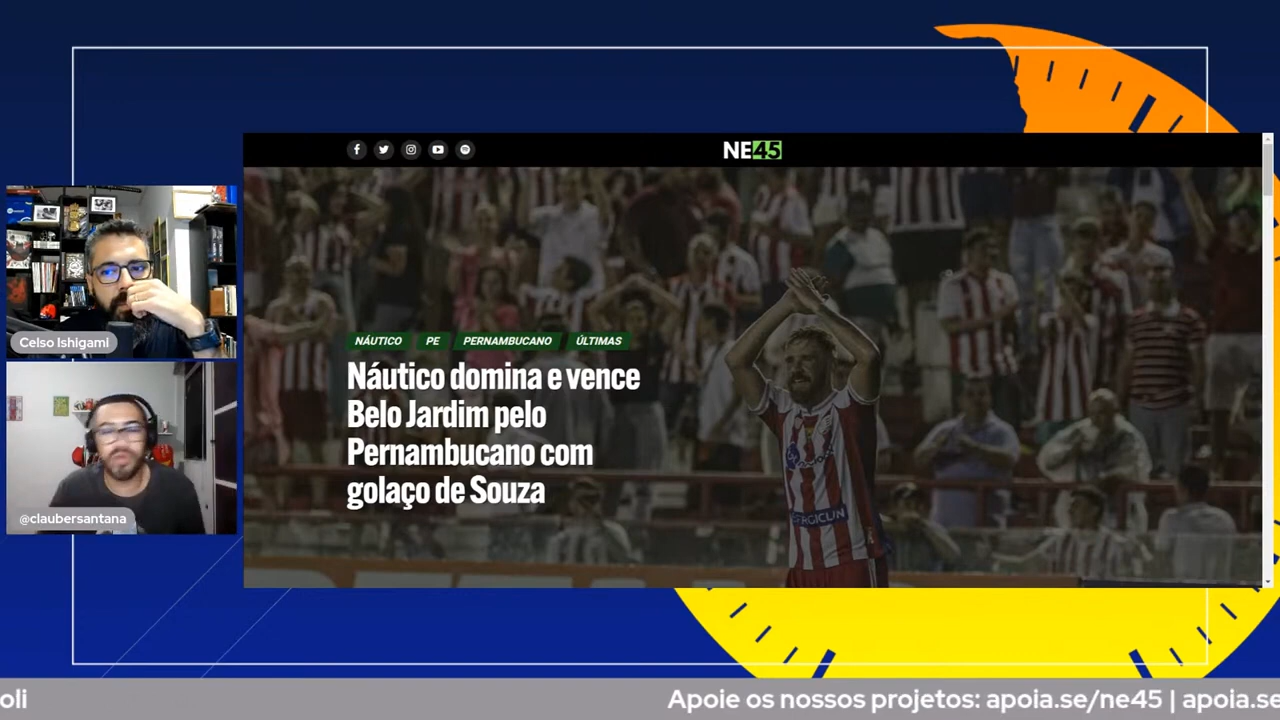 NE45
NÁUTICO PE PERNAMBUCANO ÚLTIMAS
Náutico domina e vence
Belo Jardim pelo
Pernambucano com
golaço de Souza
Celso Ishigami
@claubersantana
oli Apoie os nossos projetos: apoia.se/ne45 | apoia.se